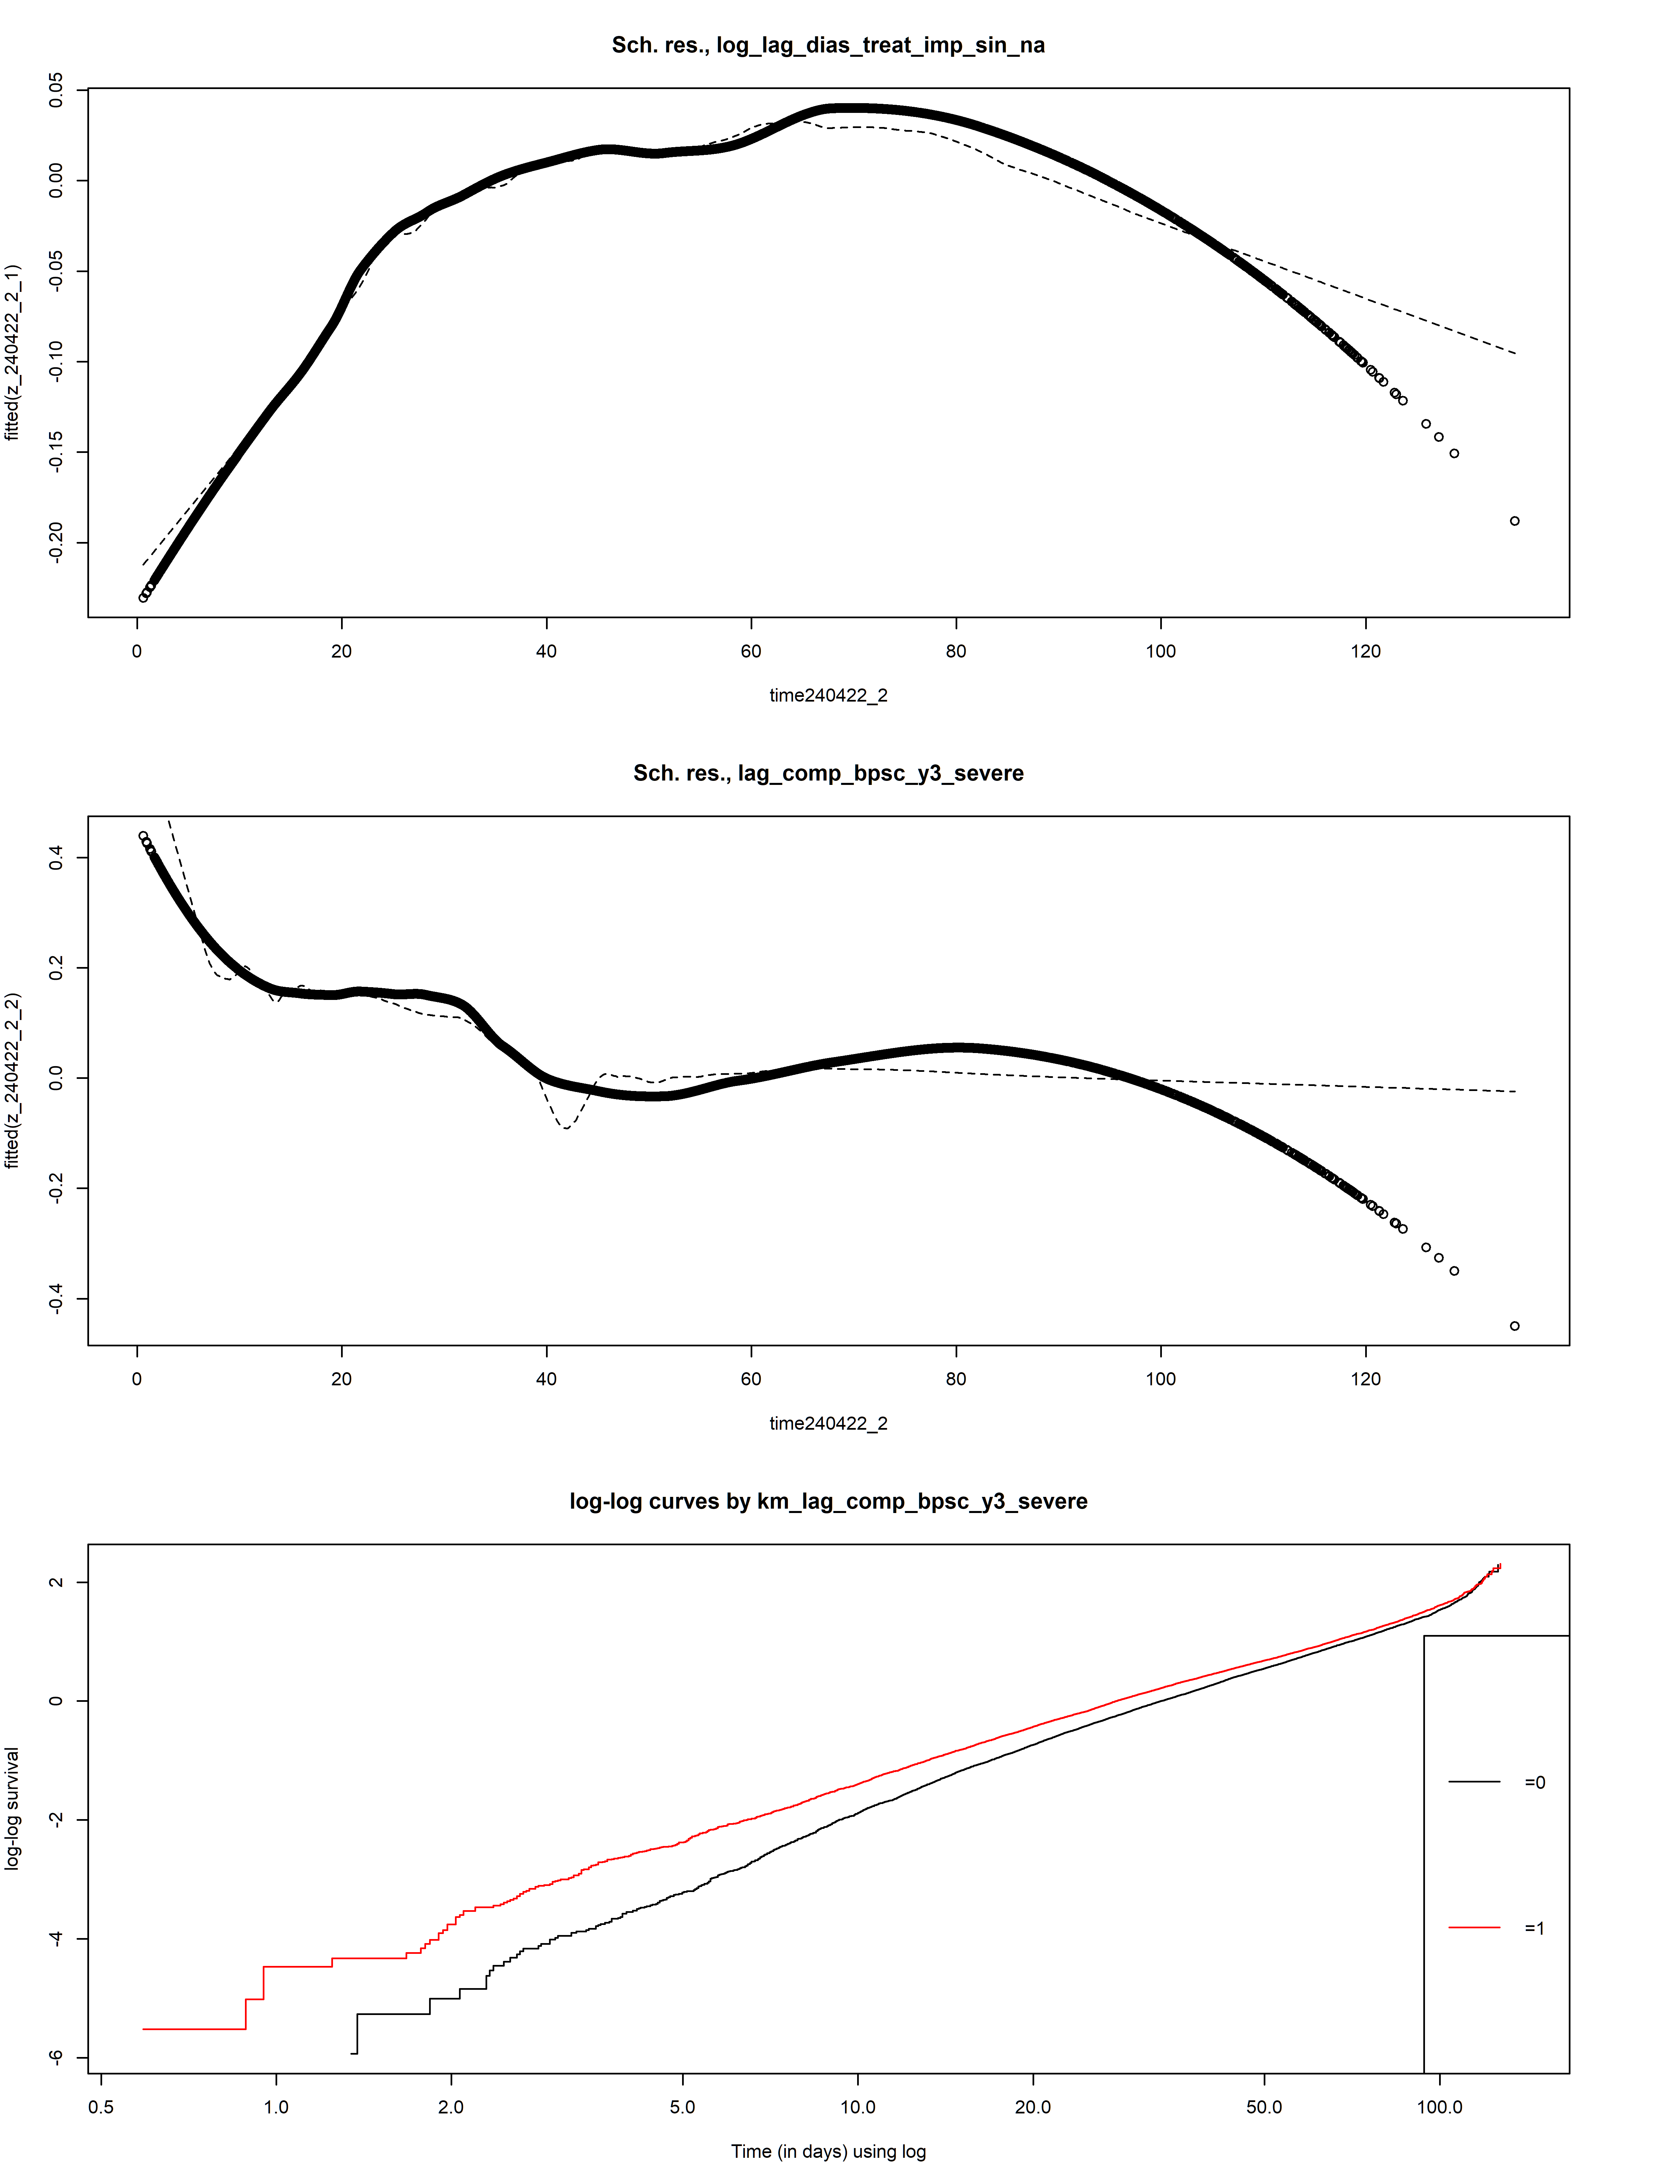 Sch. res., log_lag_dias_treat_imp_sin_na
fitted(z_240422_2_1)
0.05
0.00
-0.05
-0.10
-0.15
-0.20
0 20 40 60 80 100 120
time240422_2
Sch. res., lag_comp_bpsc_y3_severe
fitted(z_240422_2_2)
0.4
0.2
0.0
-0.2
-0.4
0 20 40 60 80 100 120
time240422_2
log-log curves by km_lag_comp_bpsc_y3_severe
log-log survival
2
0
-2
-4
-6
=0
=1
0.5 1.0 2.0 5.0 10.0 20.0 50.0 100.0
Time (in days) using log